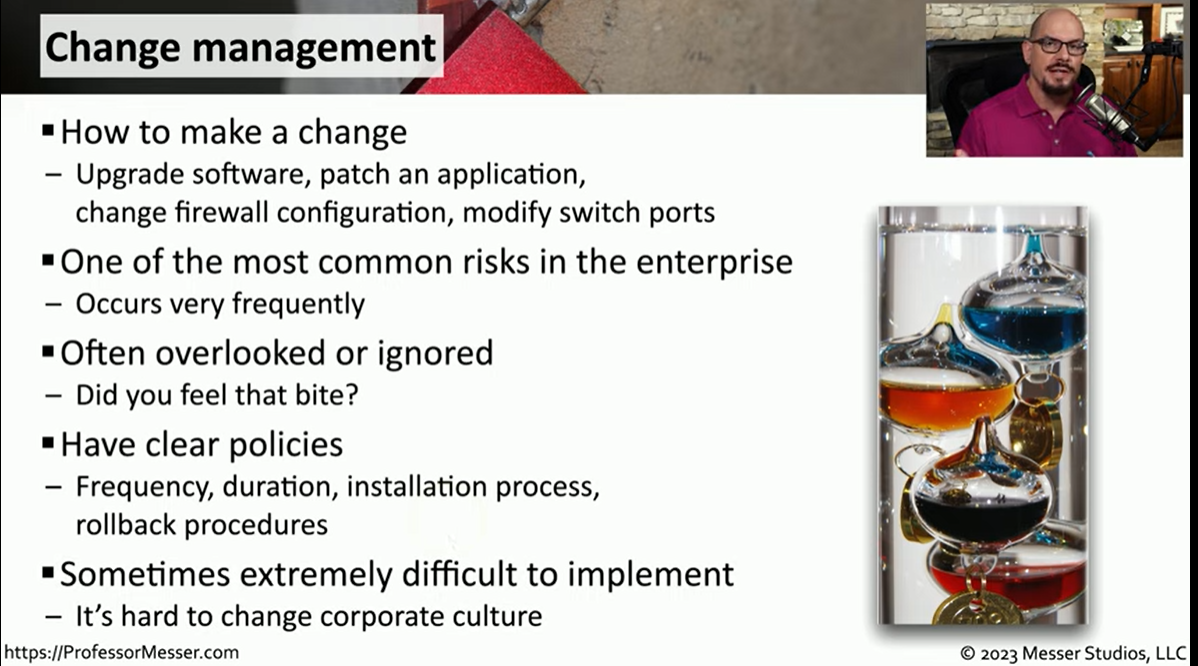 Change management
▪How to make a change
– Upgrade software, patch an application,
change firewall configuration, modify switch ports
▪One of the most common risks in the enterprise
– Occurs very frequently
▪Often overlooked or ignored
– Did you feel that bite?
▪Have clear policies
– Frequency, duration, installation process,
rollback procedures
▪Sometimes extremely difficult to implement
– It's hard to change corporate culture
https://ProfessorMesser.com
© 2023 Messer Studios, LLC